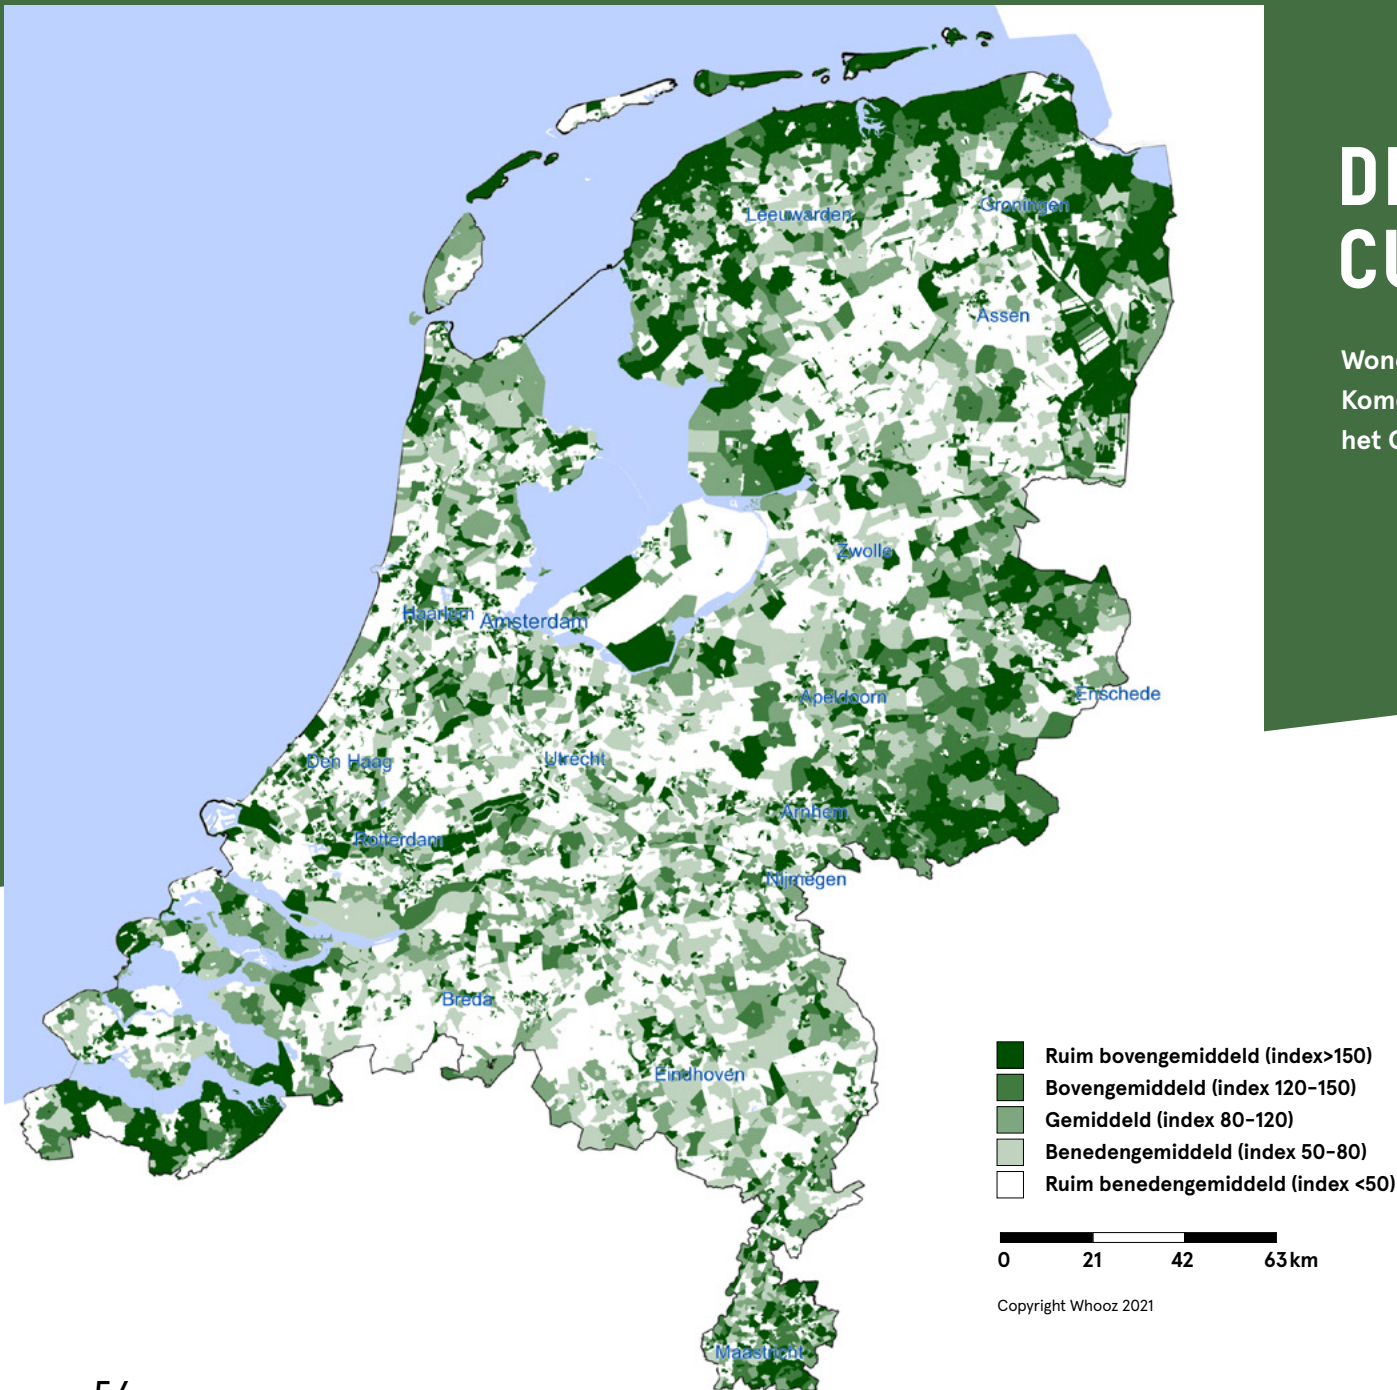 Leeuwarden
Groningen
Assen
Zwolle
Haarlem
Amsterdam
Apeldoorn
Enschede
Den Haag
Utrecht
Arnhem
Rotterdam
Nijmegen
Breda
Eindhoven
Maastricht
Ruim bovengemiddeld (index>150)
Bovengemiddeld (index 120-150)
Gemiddeld (index 80-120)
Benedengemiddeld (index 50-80)
Ruim benedengemiddeld (index <50)
0 21 42 63 km
Copyright Whooz 2021
het